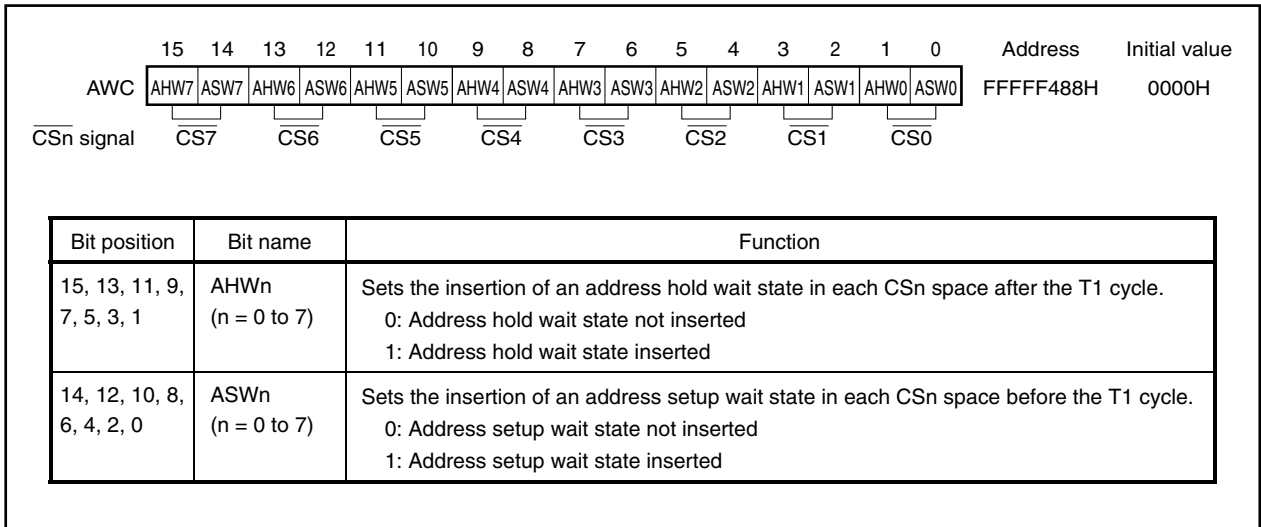 15 14 13 12 11 10 9 8 7 6 5 4 3 2 1 0 Address Initial value
AWC AHW7 ASW7 AHW6 ASW6 AHW5 ASW5 AHW4 ASW4 AHW3 ASW3 AHW2 ASW2 AHW1 ASW1 AHW0 ASW0 FFFFF488H 0000H
CSn signal CS7 CS6 CS5 CS4 CS3 CS2 CS1 CS0
Bit position Bit name Function
15, 13, 11, 9, AHWn Sets the insertion of an address hold wait state in each CSn space after the T1 cycle.
7, 5, 3, 1 (n = 0 to 7) 0: Address hold wait state not inserted
1: Address hold wait state inserted
14, 12, 10, 8, ASWn Sets the insertion of an address setup wait state in each CSn space before the T1 cycle.
6, 4, 2, 0 (n = 0 to 7) 0: Address setup wait state not inserted
1: Address setup wait state inserted